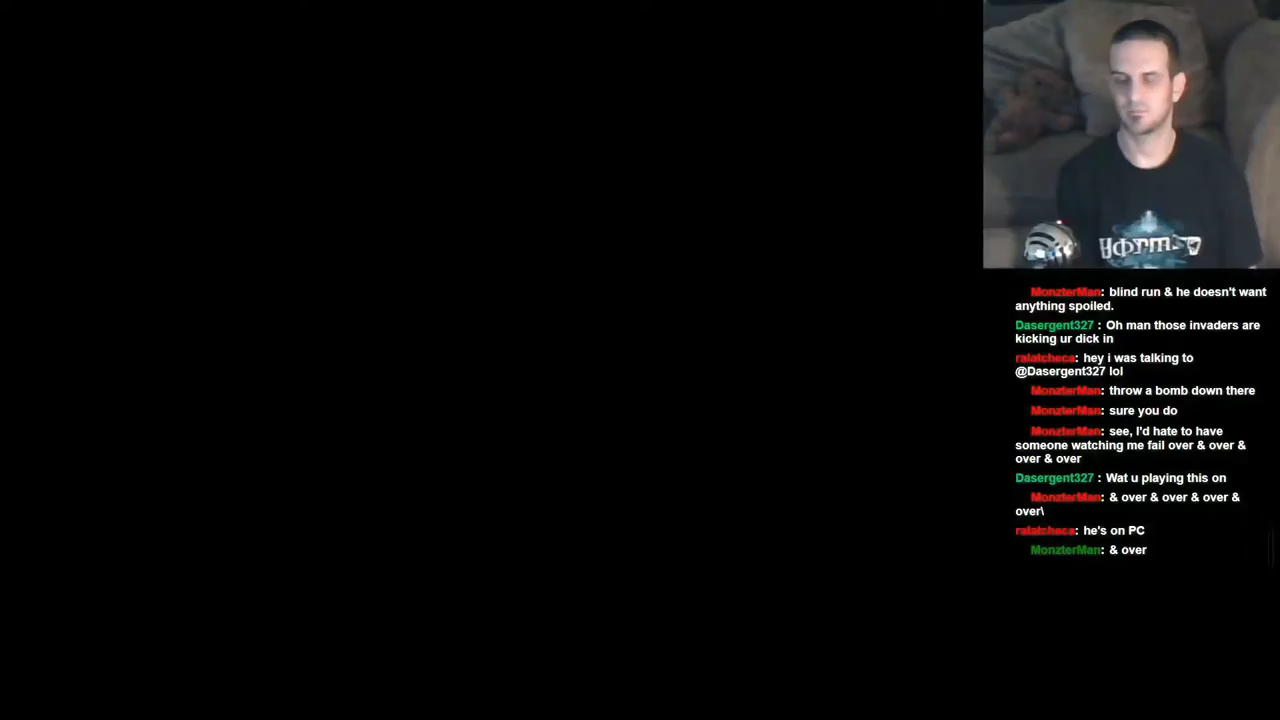 MonzterMan: blind run & he doesn't want
anything spoiled.
Dasergent327 : Oh man those invaders are
kicking ur dick in
ralatcheca: hey i was talking to
@Dasergent327 lol
MonzterMan: throw a bomb down there
MonzterMan: sure you do
MonzterMan: see, I'd hate to have
someone watching me fail over & over &
over & over
Dasergent327 : Wat u playing this on
MonzterMan: & over & over & over &
over\
ralatcheca: he's on PC
MonzterMan: & over